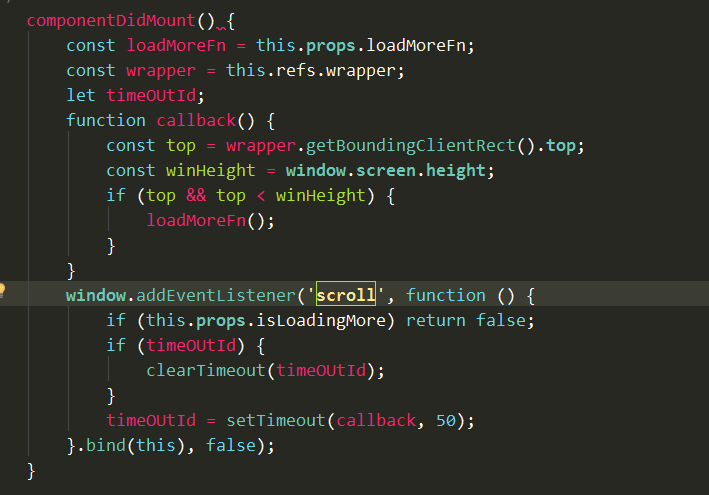 componentDidMount() {
    const loadMoreFn = this.props.loadMoreFn;
    const wrapper = this.refs.wrapper;
    let timeOUtId;
    function callback() {
        const top = wrapper.getBoundingClientRect().top;
        const winHeight = window.screen.height;
        if (top && top < winHeight) {
            loadMoreFn();
        }
    }
    window.addEventListener('scroll', function () {
        if (this.props.isLoadingMore) return false;
        if (timeOUtId) {
            clearTimeout(timeOUtId);
        }
        timeOUtId = setTimeout(callback, 50);
    }.bind(this), false);
}